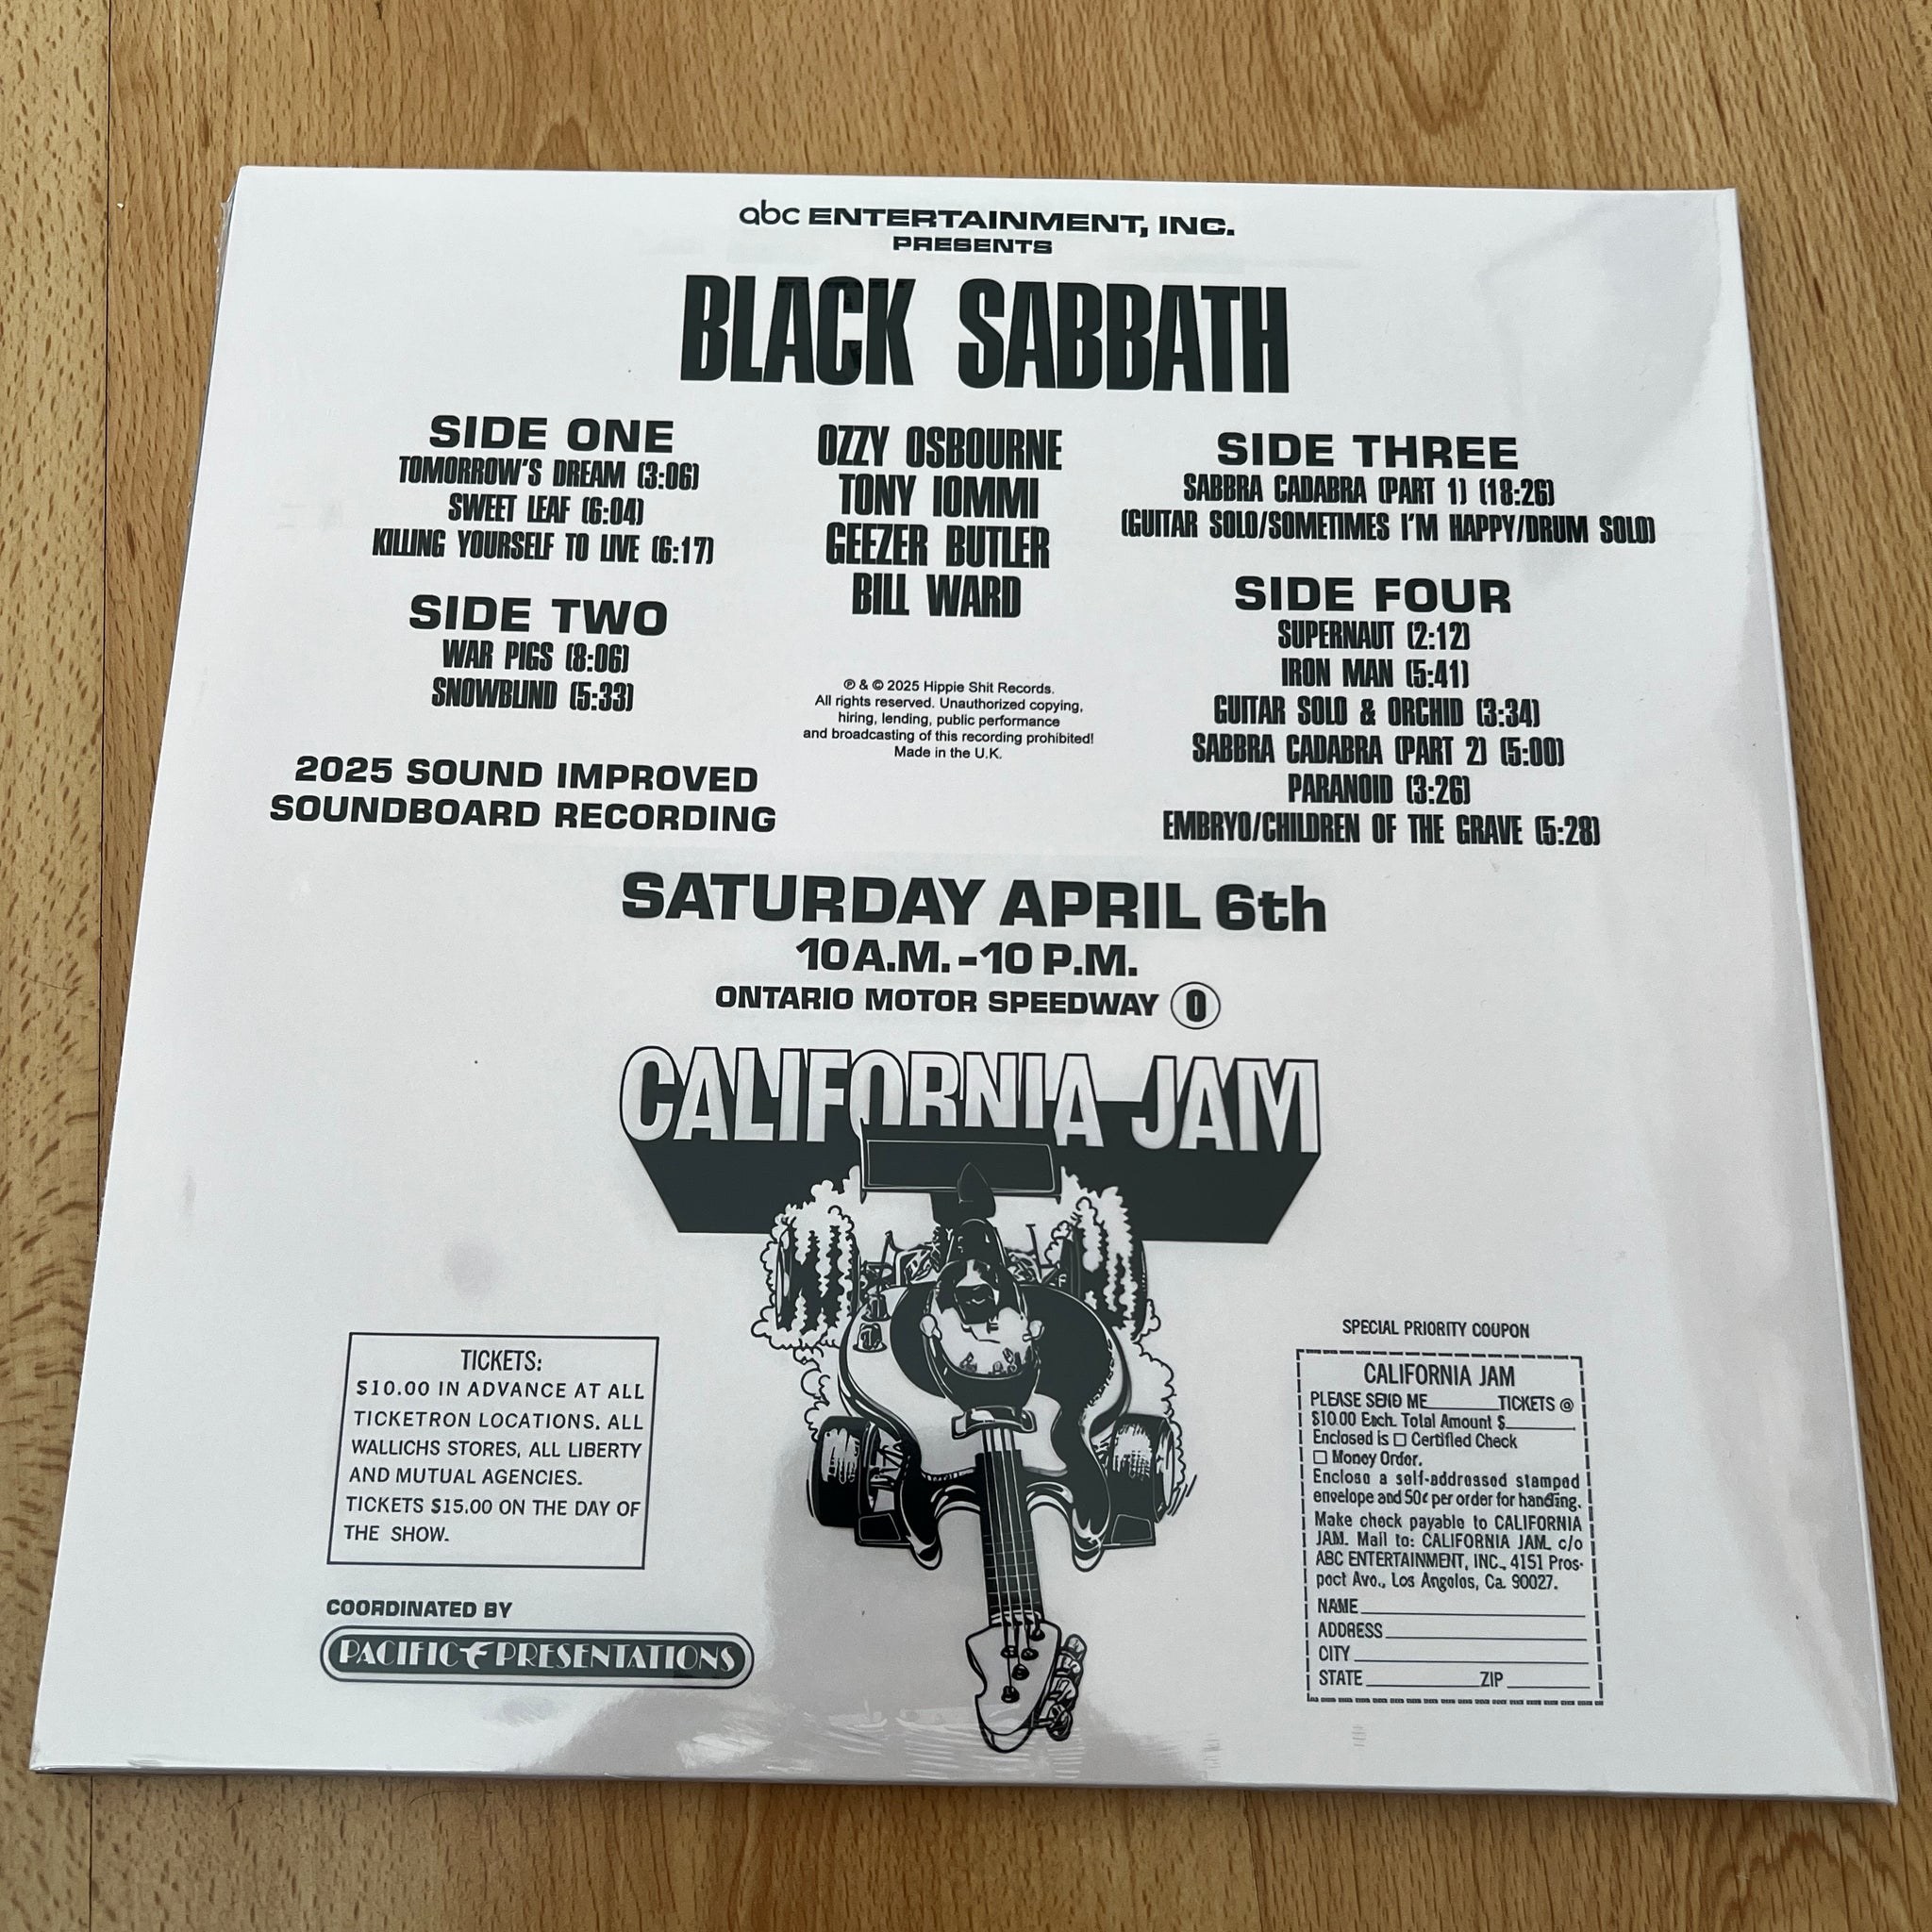 abc ENTERTAINMENT, INC.
PRESENTS
BLACK SABBATH
SIDE ONE
TOMORROW'S DREAM (3:06)
SWEET LEAF (6:04)
KILLING YOURSELF TO LIVE (6:17)
SIDE TWO
WAR PIGS (8:06)
SNOWBLIND (5:33)
2025 SOUND IMPROVED
SOUNDBOARD RECORDING
OZZY OSBOURNE
TONY IOMMI
GEEZER BUTLER
BILL WARD
℗ & © 2025 Hippie Shit Records.
All rights reserved. Unauthorized copying,
hiring, lending, public performance
and broadcasting of this recording prohibited!
Made in the U.K.
SIDE THREE
SABBRA CADABRA (PART 1) (18:26)
(GUITAR SOLO/SOMETIMES I'M HAPPY/DRUM SOLO)
SIDE FOUR
SUPERNAUT (2:12)
IRON MAN (5:41)
GUITAR SOLO & ORCHID (3:34)
SABBRA CADABRA (PART 2) (5:00)
PARANOID (3:26)
EMBRYO/CHILDREN OF THE GRAVE (5:28)
SATURDAY APRIL 6th
10 A.M. - 10 P.M.
ONTARIO MOTOR SPEEDWAY O
CALIFORNIA JAM
TICKETS:
$10.00 IN ADVANCE AT ALL
TICKETRON LOCATIONS, ALL
WALLICHS STORES, ALL LIBERTY
AND MUTUAL AGENCIES.
TICKETS $15.00 ON THE DAY OF
THE SHOW.
COORDINATED BY
PACIFIC PRESENTATIONS
SPECIAL PRIORITY COUPON
CALIFORNIA JAM
PLEASE SEND ME________TICKETS @
$10.00 Each. Total Amount $________
Enclosed is ☐ Certified Check
☐ Money Order.
Enclose a self-addressed stamped
envelope and 50¢ per order for handling.
Make check payable to CALIFORNIA
JAM. Mail to: CALIFORNIA JAM, c/o
ABC ENTERTAINMENT, INC., 4151 Pros-
pect Ave., Los Angeles, Ca. 90027.
NAME________
ADDRESS________
CITY________
STATE________ZIP________